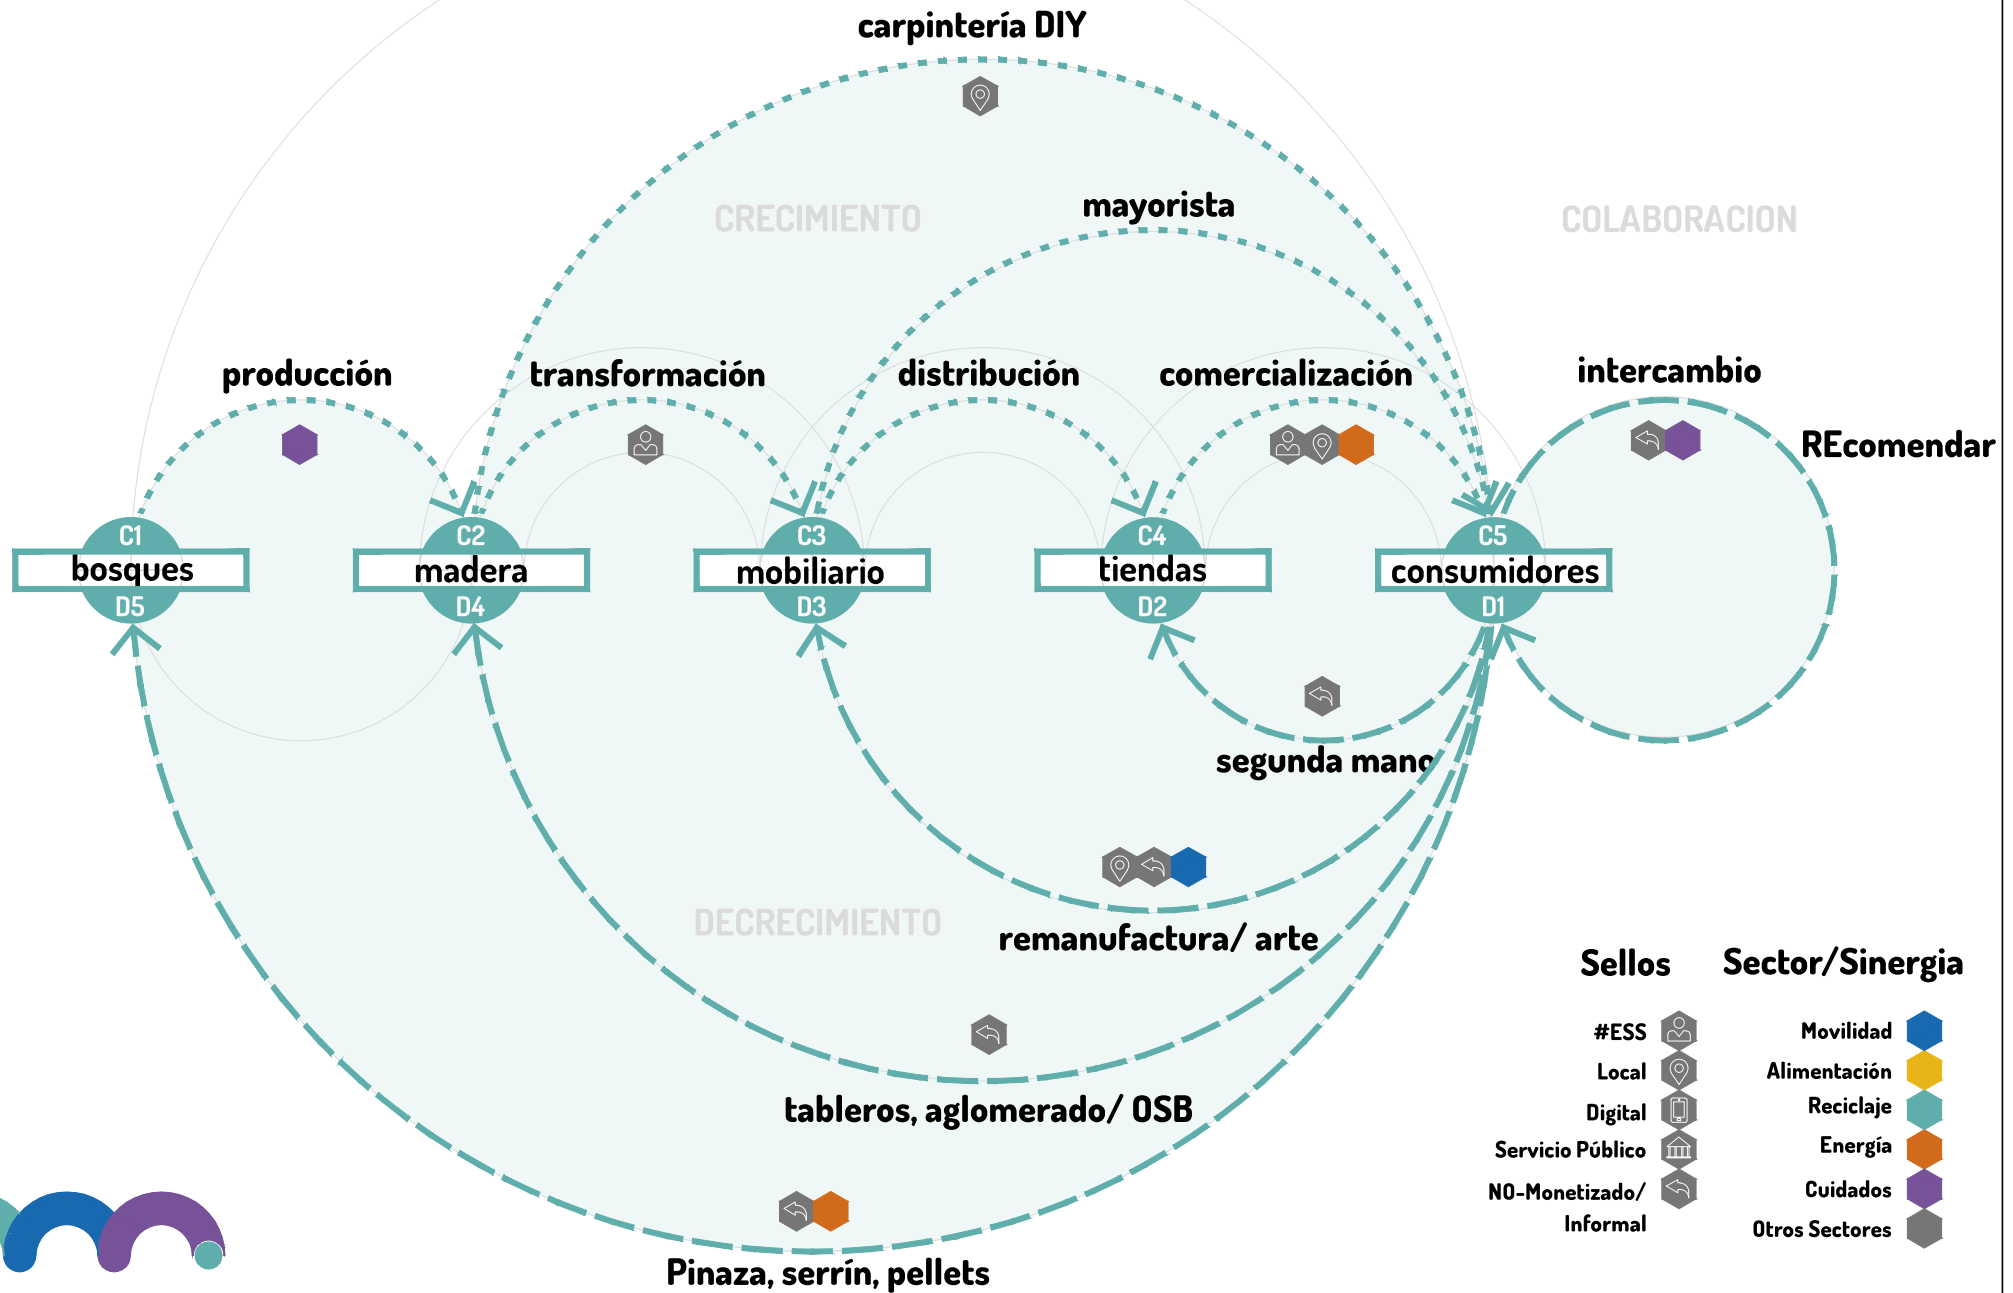 carpintería DIY
mayorista
CRECIMIENTO
COLABORACION
producción
transformación
distribución
comercialización
intercambio
REcomendar
C1
bosques
D5
C2
madera
D4
C3
mobiliario
D3
C4
tiendas
D2
C5
consumidores
D1
segunda mano
DECRECIMIENTO
remanufactura/ arte
tableros, aglomerado/ OSB
Pinaza, serrín, pellets
Sellos
#ESS
Local
Digital
Servicio Público
NO-Monetizado/
Informal
Sector/Sinergia
Movilidad
Alimentación
Reciclaje
Energía
Cuidados
Otros Sectores